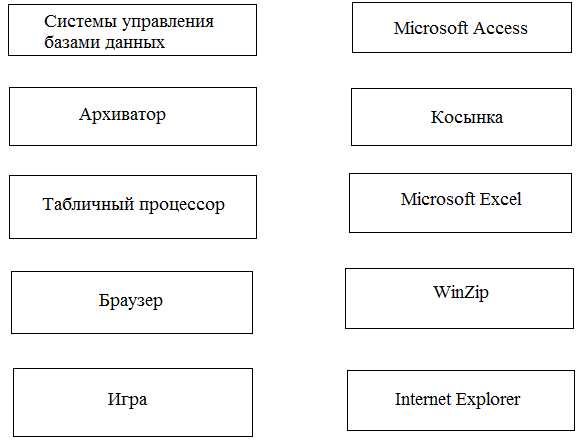 Системы управления
базами данных
Microsoft Access
Архиватор
Косынка
Табличный процессор
Microsoft Excel
Браузер
WinZip
Игра
Internet Explorer